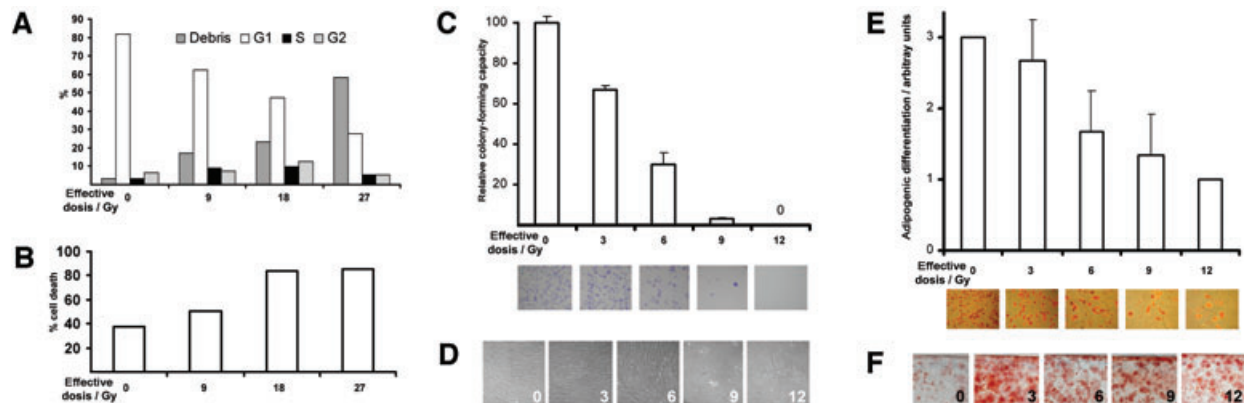 A
%
90
80
70
60
50
40
30
20
10
Debris G1 S G2
Effective
dosis / Gy
0 9 18 27
B
% cell death
100
80
60
40
20
Effective
dosis / Gy
0 9 18 27
C
Relative colony-forming capacity
100
80
60
40
20
0
Effective
dosis / Gy
0 3 6 9 12
D
0 3 6 9 12
E
Adipogenic differentiation / arbitray units
3
2
1
0
Effective
dosis / Gy
0 3 6 9 12
F
0 3 6 9 12